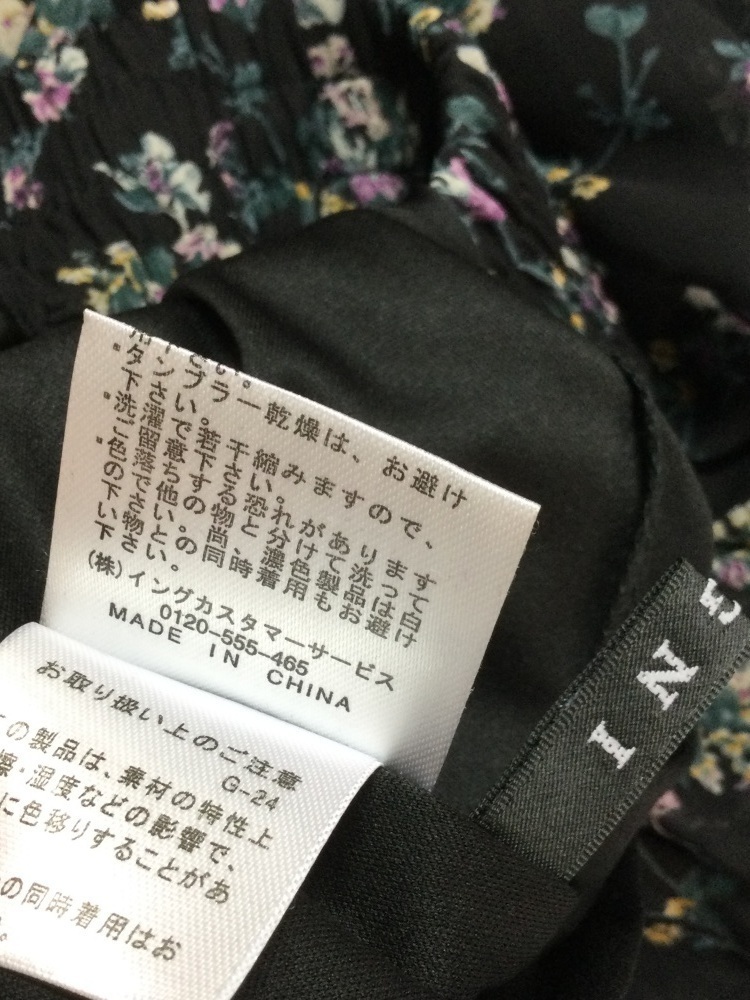 さい。
・タンブラー乾燥は、お避け
下さい。
・洗濯で若干縮みますので、
ご留意下さい。
・色落ちする恐れがあります
ので他の物と分けて洗って
下さい。尚、濃色製品は白
い物との同時着用もお避け
下さい。
(株)イングカスタマーサービス
0120-555-465
MADE IN CHINA
お取り扱い上のご注意
G-24
の製品は、素材の特性上
・湿度などの影響で、
に色移りすることがあ
の同時着用はお
I N